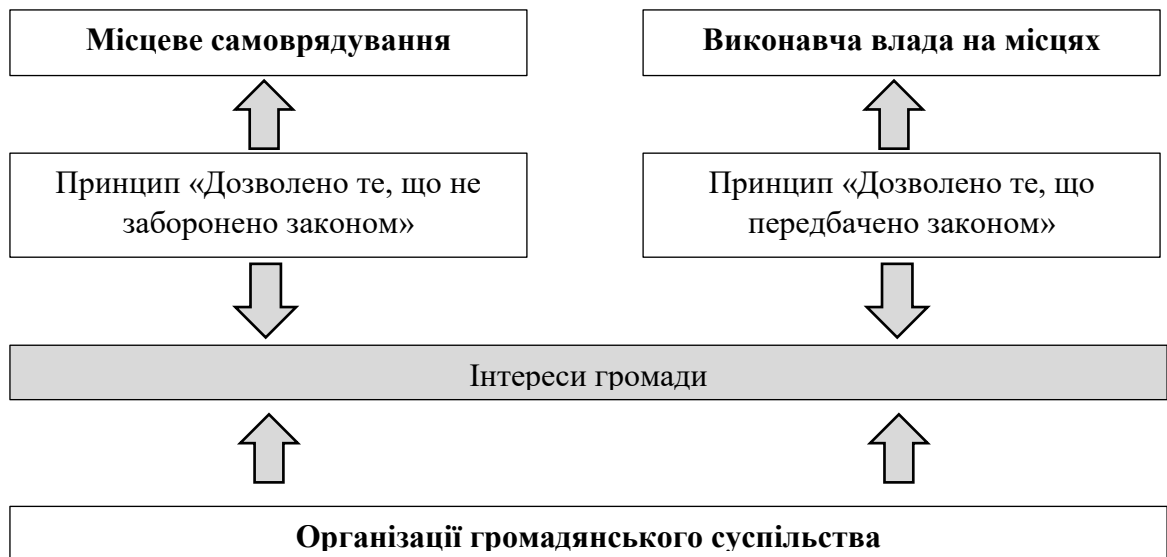 Місцеве самоврядування
Виконавча влада на місцях
Принцип «Дозволено те, що не
заборонено законом»
Принцип «Дозволено те, що
передбачено законом»
Інтереси громади
Організації громадянського суспільства